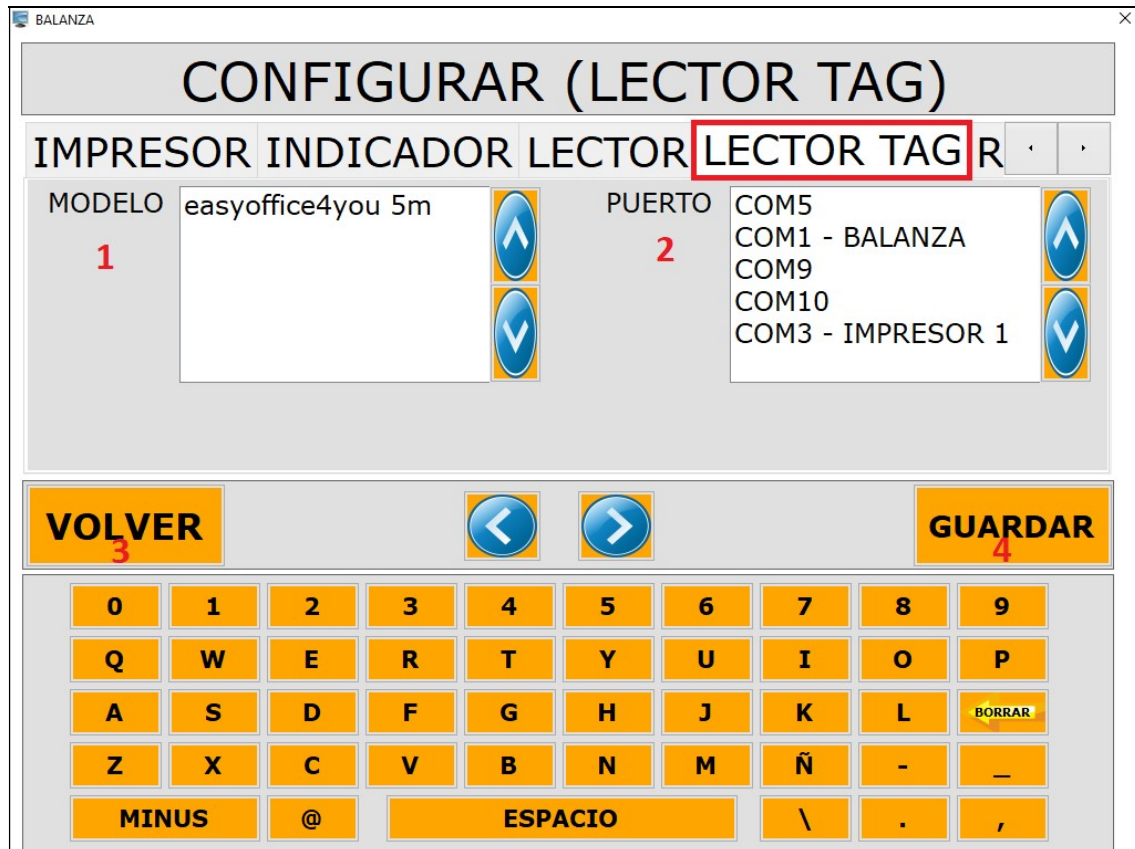 BALANZA
CONFIGURAR (LECTOR TAG)
IMPRESOR INDICADOR LECTOR LECTOR TAG R
MODELO easyoffice4you 5m PUERTO COM5
1 2 COM1 - BALANZA
COM9
COM10
COM3 - IMPRESOR 1
VOLVER GUARDAR
3 4
0 1 2 3 4 5 6 7 8 9
Q W E R T Y U I O P
A S D F G H J K L BORRAR
Z X C V B N M Ñ - _
MINUS @ ESPACIO \ . ,